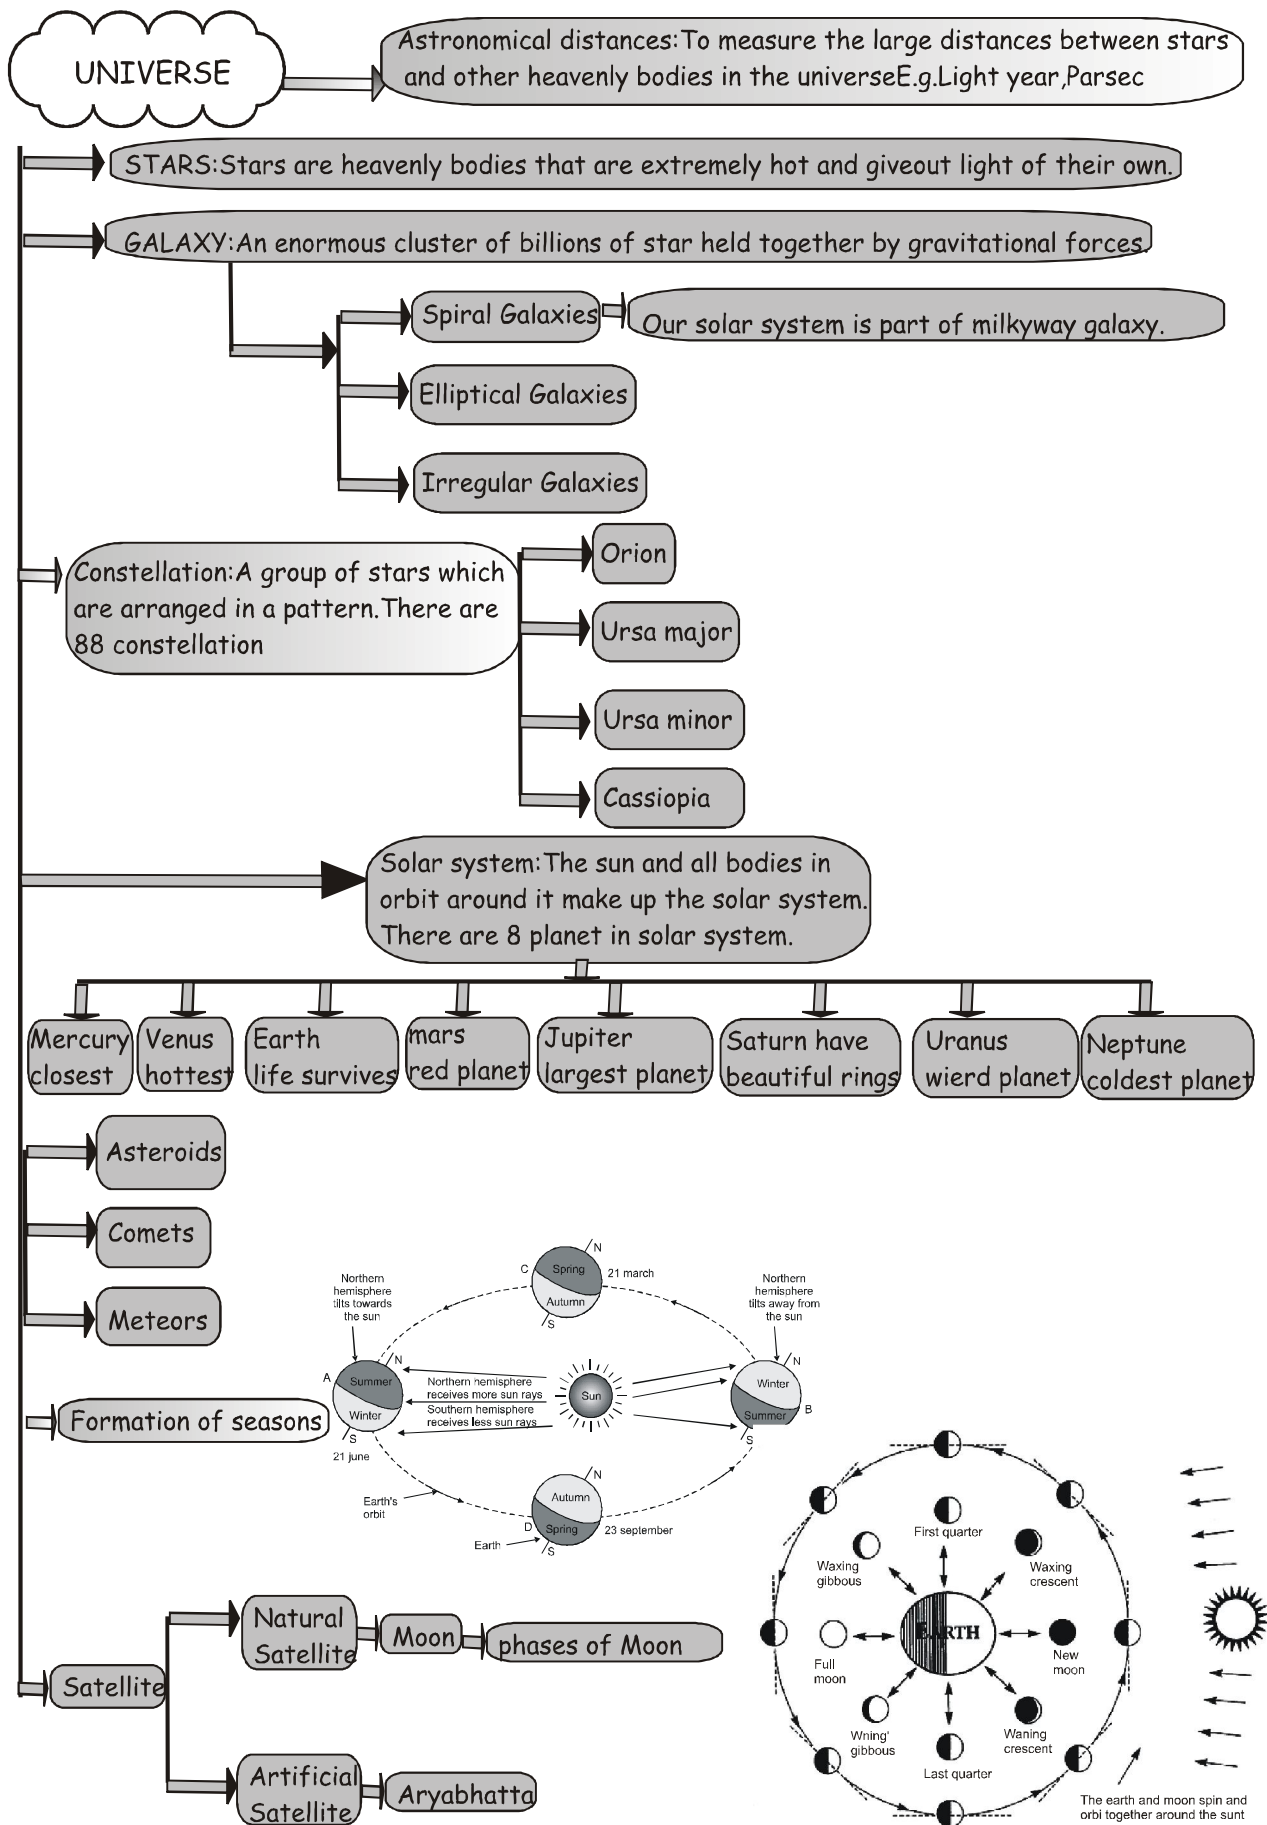 UNIVERSE
Astronomical distances:To measure the large distances between stars
and other heavenly bodies in the universeE.g.Light year,Parsec
STARS:Stars are heavenly bodies that are extremely hot and giveout light of their own.
GALAXY:An enormous cluster of billions of star held together by gravitational forces.
Spiral Galaxies
Our solar system is part of milkyway galaxy.
Elliptical Galaxies
Irregular Galaxies
Constellation:A group of stars which
are arranged in a pattern.There are
88 constellation
Orion
Ursa major
Ursa minor
Cassiopia
Solar system:The sun and all bodies in
orbit around it make up the solar system.
There are 8 planet in solar system.
Mercury
closest
Venus
hottest
Earth
life survives
mars
red planet
Jupiter
largest planet
Saturn have
beautiful rings
Uranus
wierd planet
Neptune
coldest planet
Asteroids
Comets
Meteors
Formation of seasons
Northern
hemisphere
tilts towards
the sun
C
N
Spring
Autumn
S
21 march
Northern
hemisphere
tilts away from
the sun
A
N
Summer
Winter
S
21 june
Northern hemisphere
receives more sun rays
Southern hemisphere
receives less sun rays
Sun
N
Winter
Summer
B
S
Earth's
orbit
N
Autumn
D
Spring
S
23 september
Earth
First quarter
Waxing
gibbous
Waxing
crescent
EARTH
Full
moon
New
moon
Wning'
gibbous
Waning
crescent
Last quarter
The earth and moon spin and
orbi together around the sunt
Satellite
Natural
Satellite
Moon
phases of Moon
Artificial
Satellite
Aryabhatta